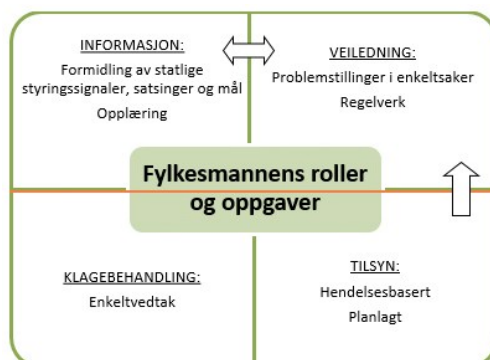 INFORMASJON:
Formidling av statlige
styringssignaler, satsinger og mål
Opplæring
VEILEDNING:
Problemstillinger i enkeltsaker
Regelverk
Fylkesmannens roller
og oppgaver
KLAGEBEHANDLING:
Enkeltvedtak
TILSYN:
Hendelsesbasert
Planlagt